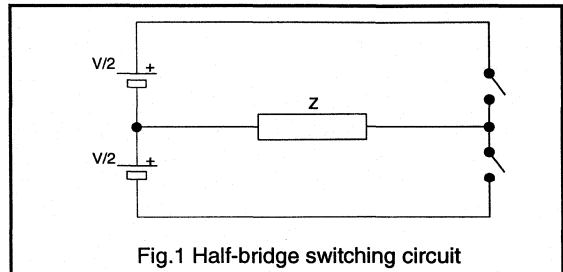 V/2 +
Z
V/2 +
Fig.1 Half-bridge switching circuit